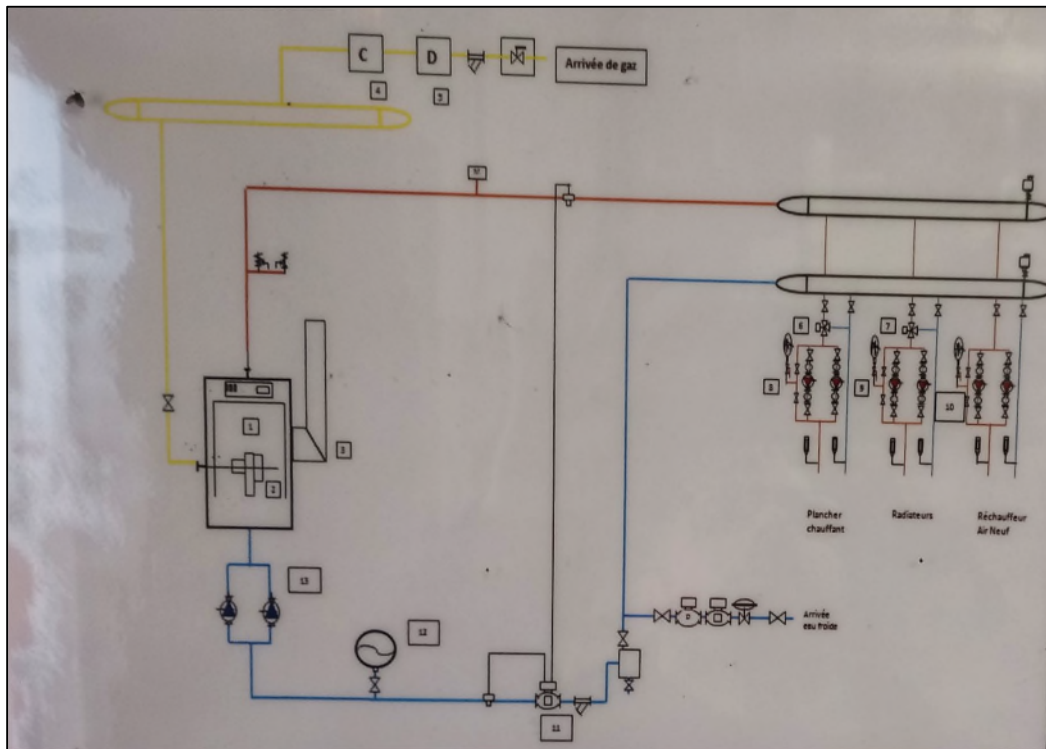 C
D
Arrivée de gaz
4
5
M
6
7
1
8
9
10
3
2
Plancher
chauffant
Radiateurs
Réchauffeur
Air Neuf
13
D
Arrivée
eau froide
12
11